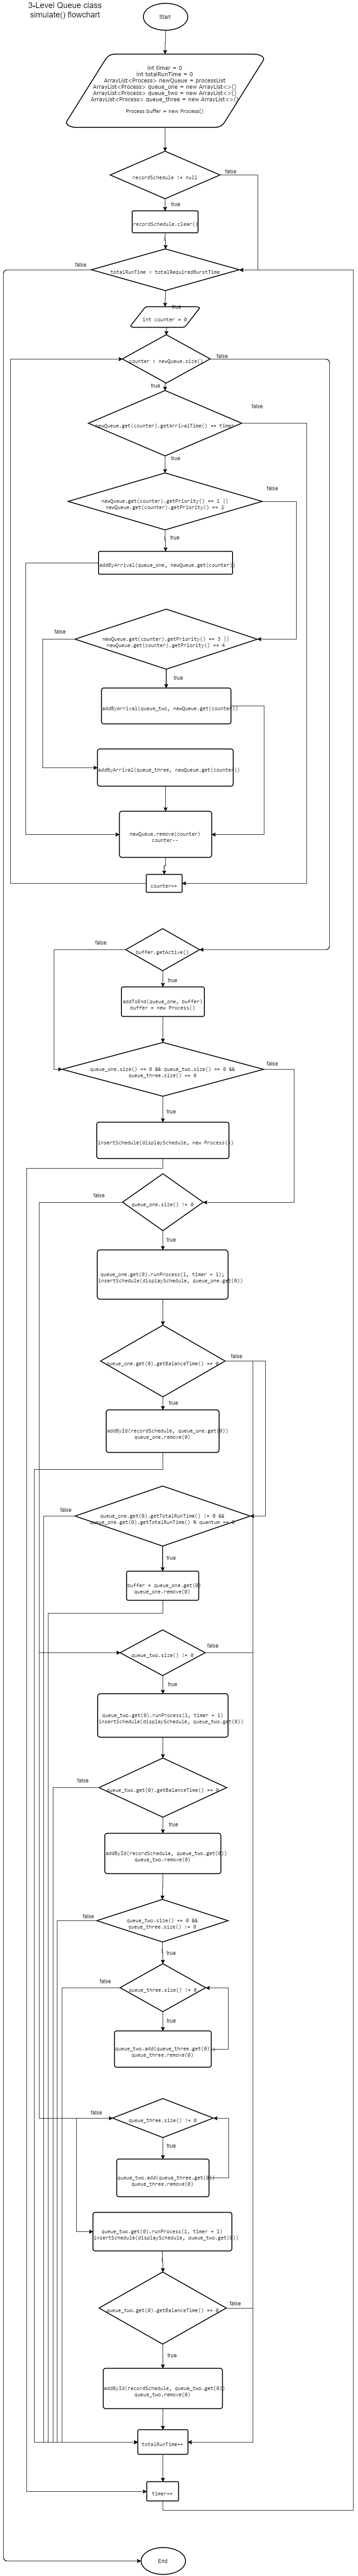 3-Level Queue class
simulate() flowchart
Start
int timer = 0
int totalRunTime = 0
ArrayList<Process> newQueue = processList
ArrayList<Process> queue_one = new ArrayList<>()
ArrayList<Process> queue_two = new ArrayList<>()
ArrayList<Process> queue_three = new ArrayList<>()
Process buffer = new Process()
recordSchedule != null
false
true
recordSchedule.clear()
false
totalRunTime < totalRequiredBurstTime
true
int counter = 0
counter < newQueue.size()
false
true
false
newQueue.get(counter).getArrivalTime() == timer
true
false
newQueue.get(counter).getPriority() == 1 ||
newQueue.get(counter).getPriority() == 2
true
addByArrival(queue_one, newQueue.get(counter))
false
newQueue.get(counter).getPriority() == 3 ||
newQueue.get(counter).getPriority() == 4
true
addByArrival(queue_two, newQueue.get(counter))
addByArrival(queue_three, newQueue.get(counter))
newQueue.remove(counter)
counter--
counter++
false
buffer.getActive()
true
addToEnd(queue_one, buffer)
buffer = new Process()
false
queue_one.size() == 0 && queue_two.size() == 0 &&
queue_three.size() == 0
true
insertSchedule(displaySchedule, new Process())
false
queue_one.size() != 0
true
queue_one.get(0).runProcess(1, timer + 1);
insertSchedule(displaySchedule, queue_one.get(0))
false
queue_one.get(0).getBalanceTime() == 0
true
addById(recordSchedule, queue_one.get(0))
queue_one.remove(0)
false
queue_one.get(0).getTotalRunTime() != 0 &&
queue_one.get(0).getTotalRunTime() % quantum == 0
true
buffer = queue_one.get(0)
queue_one.remove(0)
false
queue_two.size() != 0
true
queue_two.get(0).runProcess(1, timer + 1)
insertSchedule(displaySchedule, queue_two.get(0))
false
queue_two.get(0).getBalanceTime() == 0
true
addById(recordSchedule, queue_two.get(0))
queue_two.remove(0)
false
queue_two.size() == 0 &&
queue_three.size() != 0
true
false
queue_three.size() != 0
true
queue_two.add(queue_three.get(0))
queue_three.remove(0)
false
queue_three.size() != 0
true
queue_two.add(queue_three.get(0))
queue_three.remove(0)
queue_two.get(0).runProcess(1, timer + 1)
insertSchedule(displaySchedule, queue_two.get(0))
false
queue_two.get(0).getBalanceTime() == 0
true
addById(recordSchedule, queue_two.get(0))
queue_two.remove(0)
totalRunTime++
timer++
End